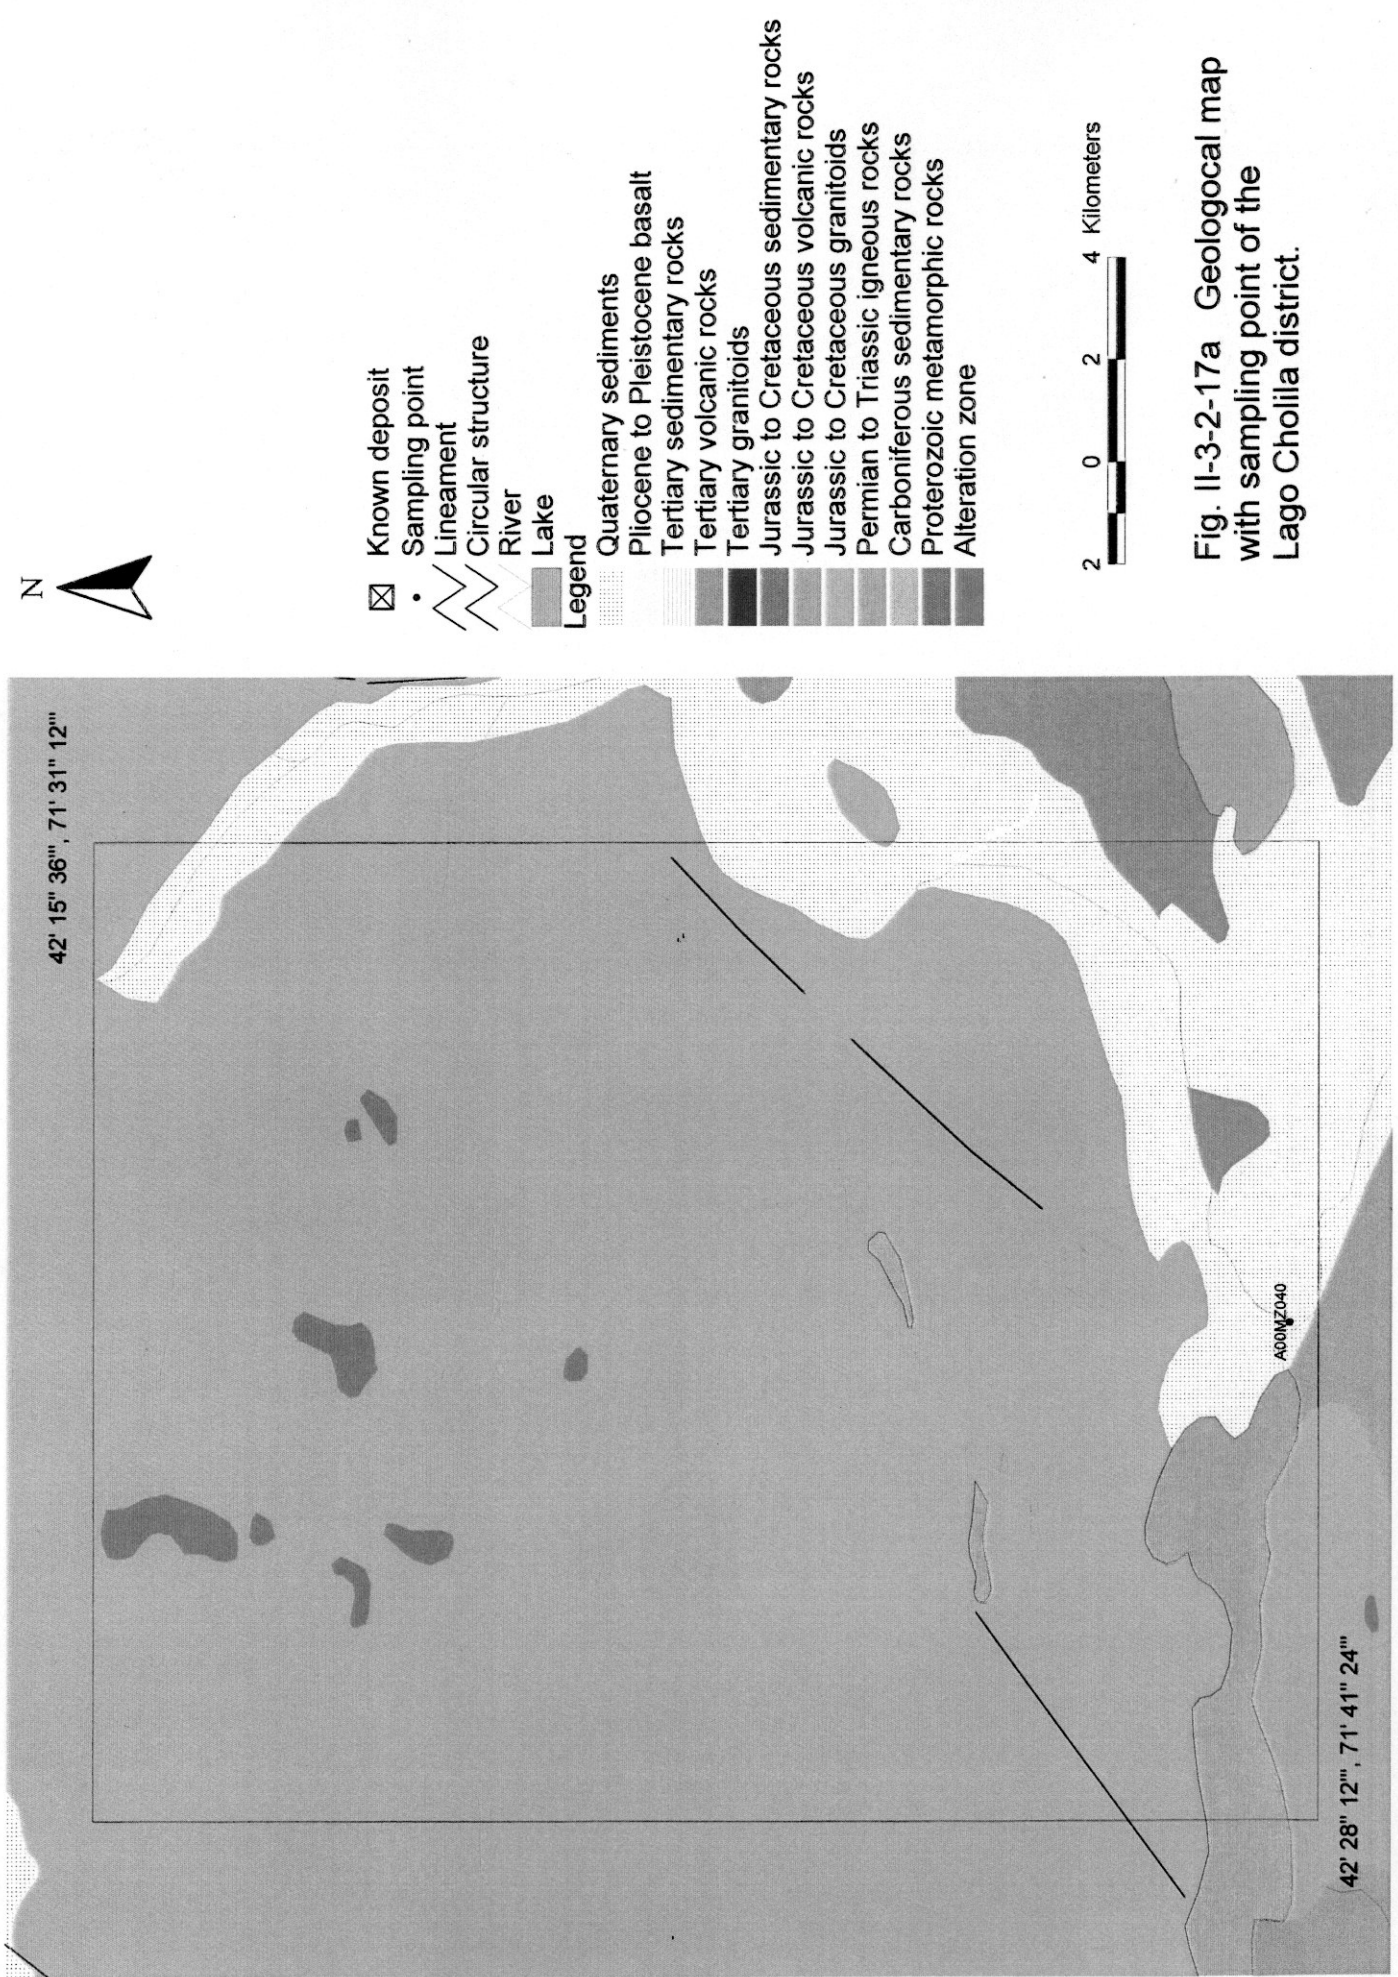 N
42' 15" 36''', 71' 31" 12'''
A00MZ040
42' 28" 12''', 71' 41" 24'''
Known deposit
Sampling point
Lineament
Circular structure
River
Lake
Legend
Quaternary sediments
Pliocene to Pleistocene basalt
Tertiary sedimentary rocks
Tertiary volcanic rocks
Tertiary granitoids
Jurassic to Cretaceous sedimentary rocks
Jurassic to Cretaceous volcanic rocks
Jurassic to Cretaceous granitoids
Permian to Triassic igneous rocks
Carboniferous sedimentary rocks
Proterozoic metamorphic rocks
Alteration zone
2 0 2 4 Kilometers
Fig. II-3-2-17a Geologocal map
with sampling point of the
Lago Cholila district.